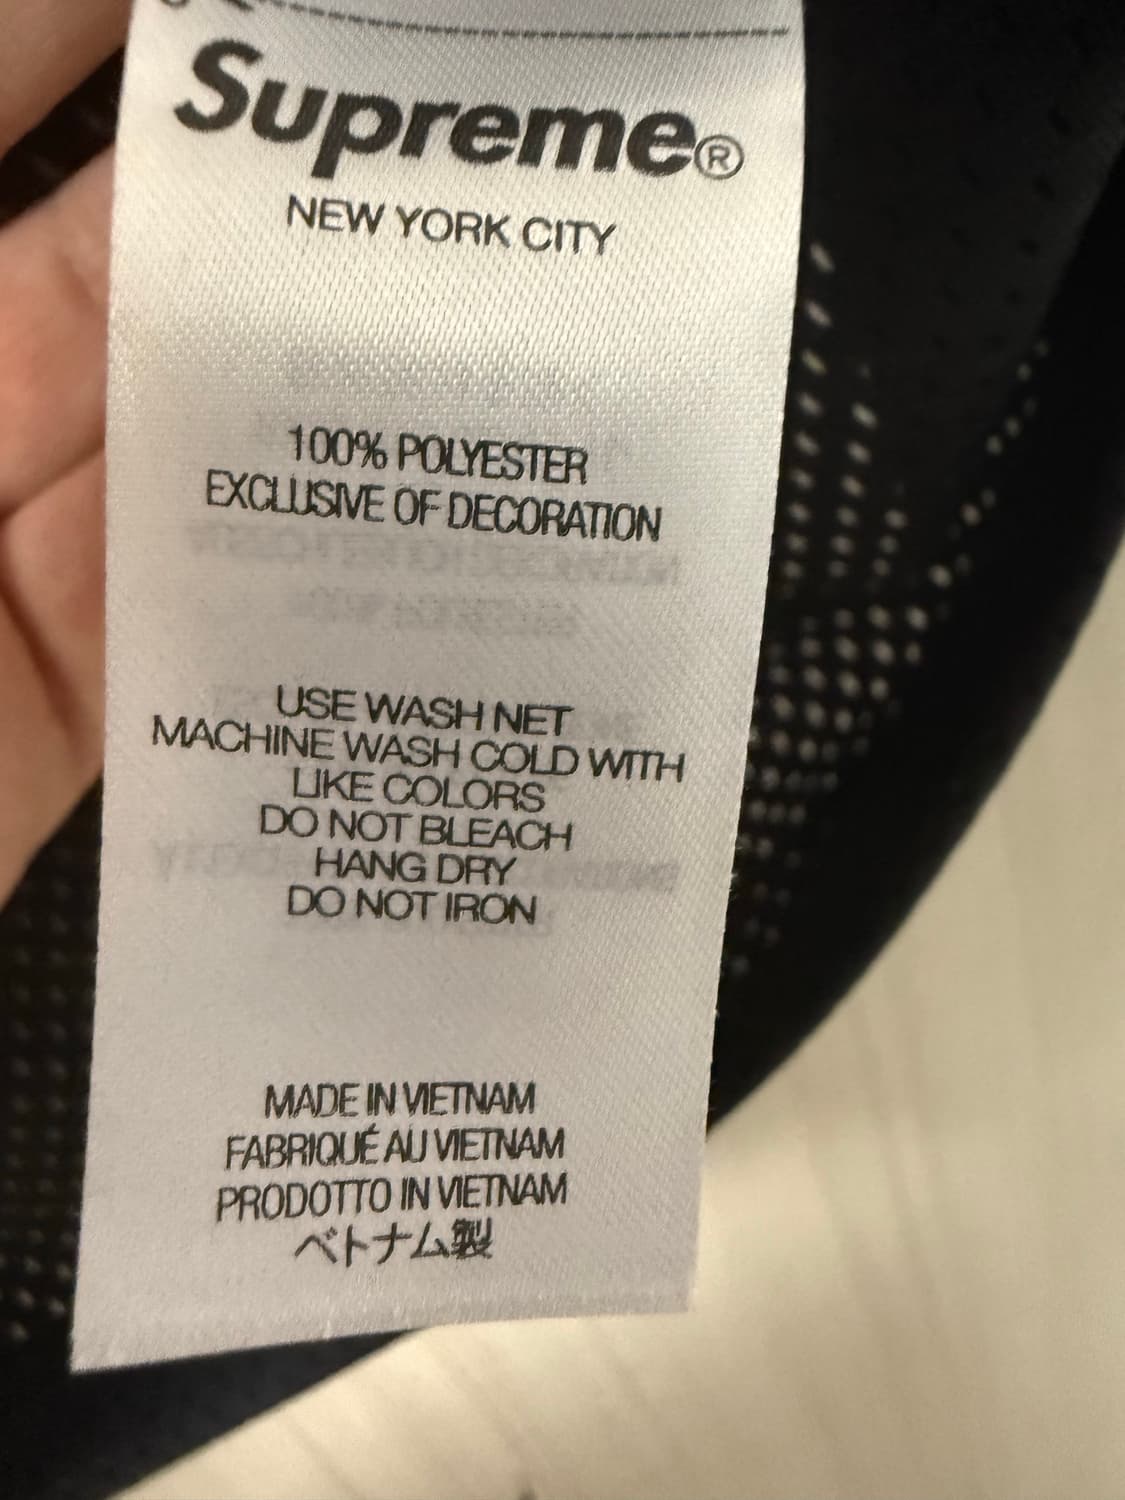 Supreme®
NEW YORK CITY
100% POLYESTER
EXCLUSIVE OF DECORATION
USE WASH NET
MACHINE WASH COLD WITH
LIKE COLORS
DO NOT BLEACH
HANG DRY
DO NOT IRON
MADE IN VIETNAM
FABRIQUÉ AU VIETNAM
PRODOTTO IN VIETNAM
ベトナム製